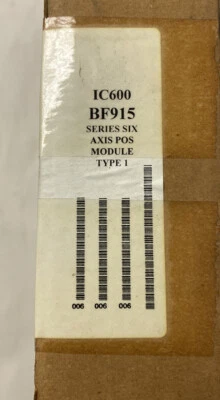 IC600
BF915
SERIES SIX
AXIS POS
MODULE
TYPE 1
006 006 006